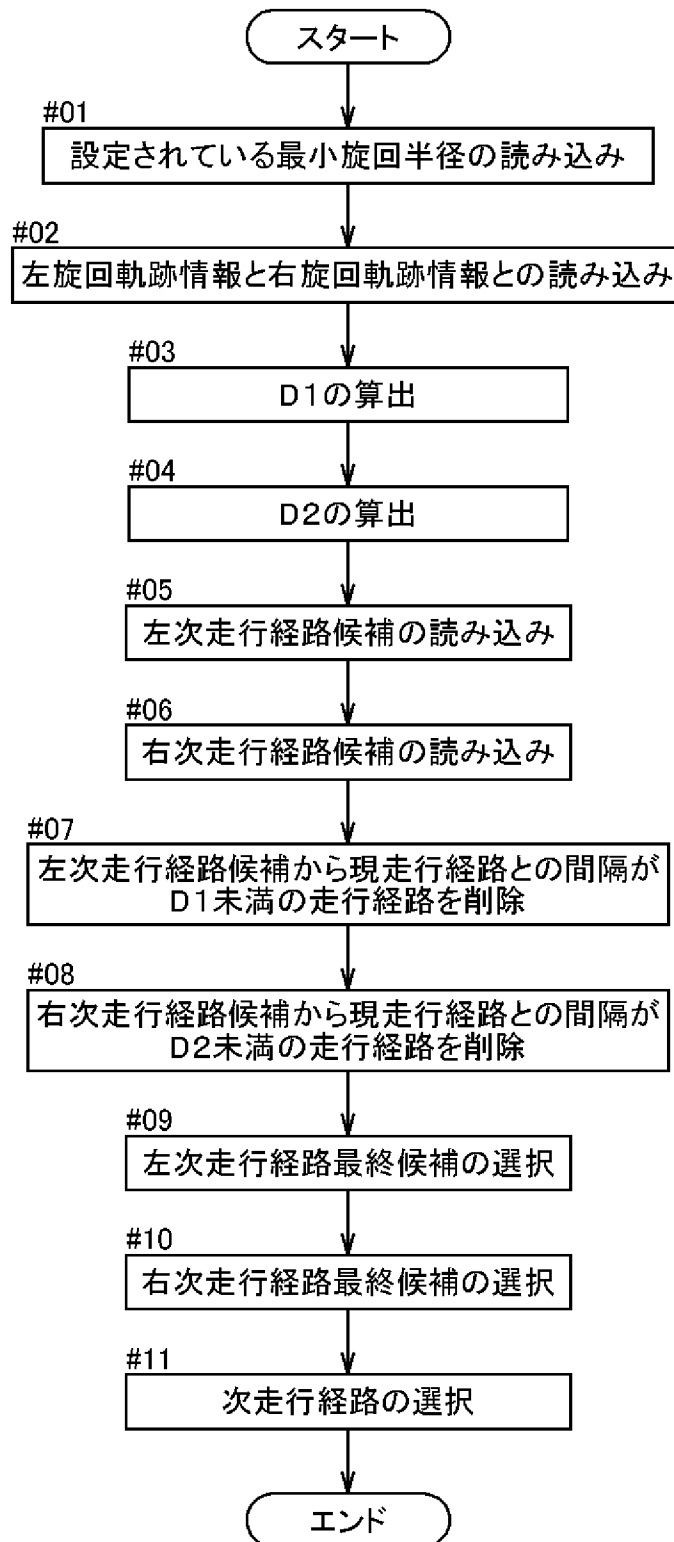 スタート
#01
設定されている最小旋回半径の読み込み
#02
左旋回軌跡情報と右旋回軌跡情報との読み込み
#03
D1の算出
#04
D2の算出
#05
左次走行経路候補の読み込み
#06
右次走行経路候補の読み込み
#07
左次走行経路候補から現走行経路との間隔が
D1未満の走行経路を削除
#08
右次走行経路候補から現走行経路との間隔が
D2未満の走行経路を削除
#09
左次走行経路最終候補の選択
#10
右次走行経路最終候補の選択
#11
次走行経路の選択
エンド